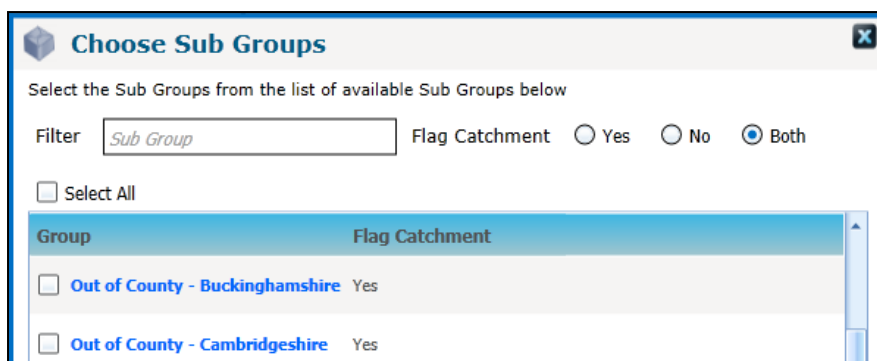 Choose Sub Groups
Select the Sub Groups from the list of available Sub Groups below
Filter Sub Group Flag Catchment Yes No Both
Select All
Group Flag Catchment
Out of County - Buckinghamshire Yes
Out of County - Cambridgeshire Yes